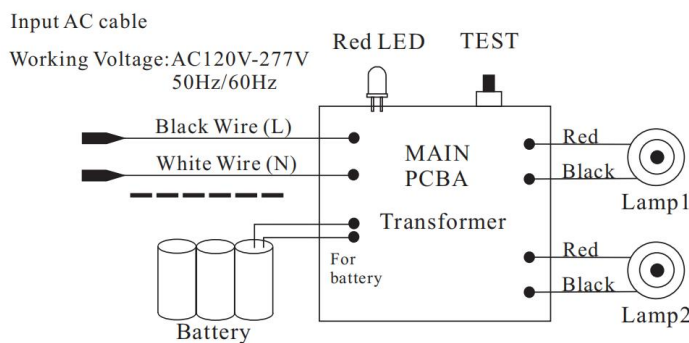 Input AC cable
Working Voltage:AC120V-277V
50Hz/60Hz
Red LED
TEST
Black Wire (L)
White Wire (N)
MAIN
PCBA
Transformer
For
battery
Battery
Red
Black
Lamp1
Red
Black
Lamp2